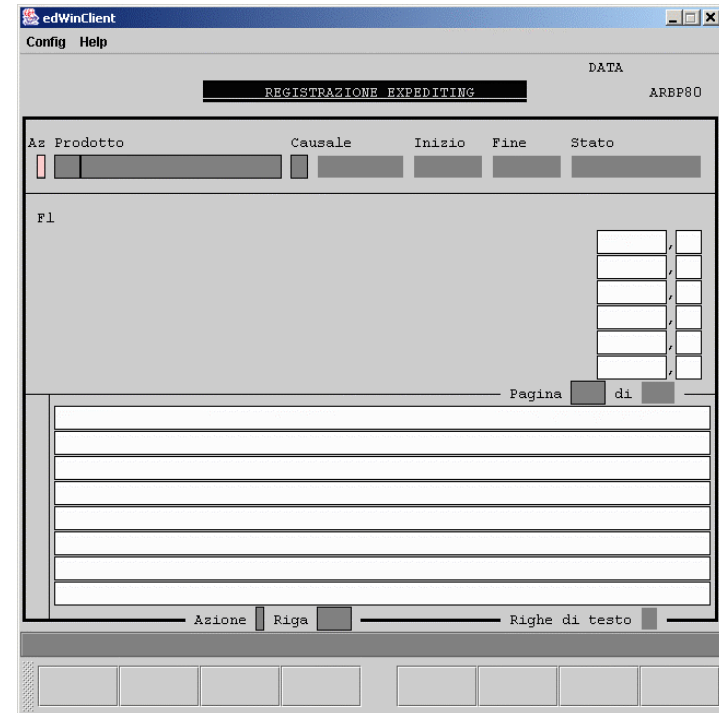 edWinClient
Config Help
DATA
REGISTRAZIONE EXPEDITING ARBP80
Az Prodotto Causale Inizio Fine Stato
Fl
,
,
,
,
,
,
Pagina di
Azione Riga Righe di testo